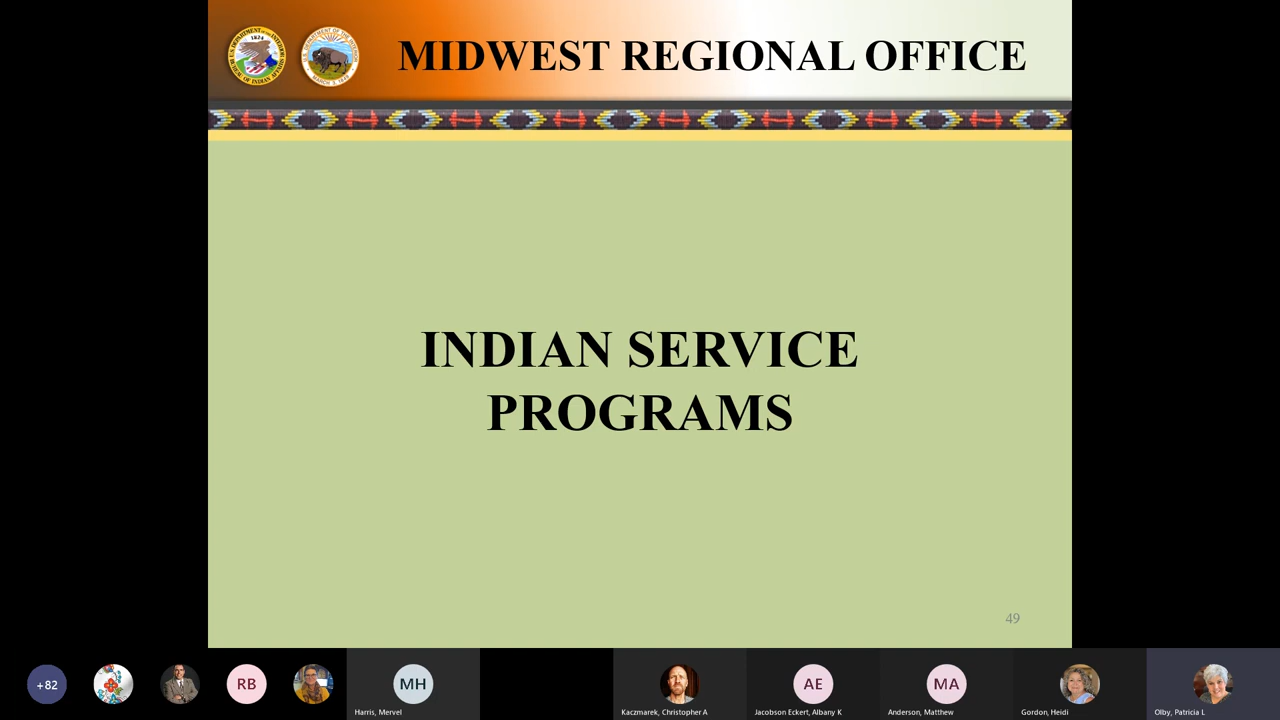 MIDWEST REGIONAL OFFICE
INDIAN SERVICE
PROGRAMS
49
+82
RB
MH
AE
MA
Harris, Mervel
Kaczmarek, Christopher A
Jacobson Eckert, Albany K
Anderson, Matthew
Gordon, Heidi
Olby, Patricia L